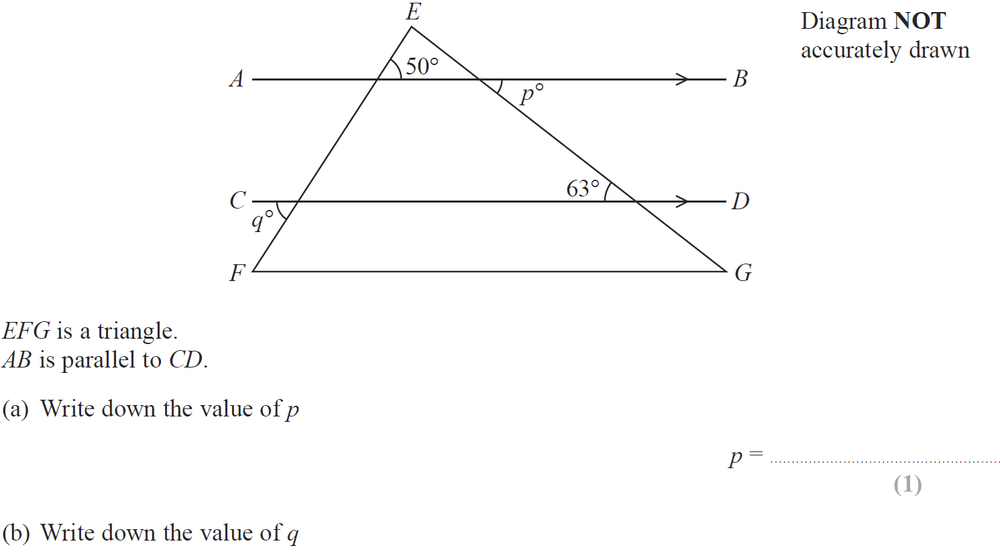 E
Diagram NOT
accurately drawn
A
50°
B
p°
C
63°
D
q°
F
G
EFG is a triangle.
AB is parallel to CD.
(a) Write down the value of p
p = ............................................................
(1)
(b) Write down the value of q